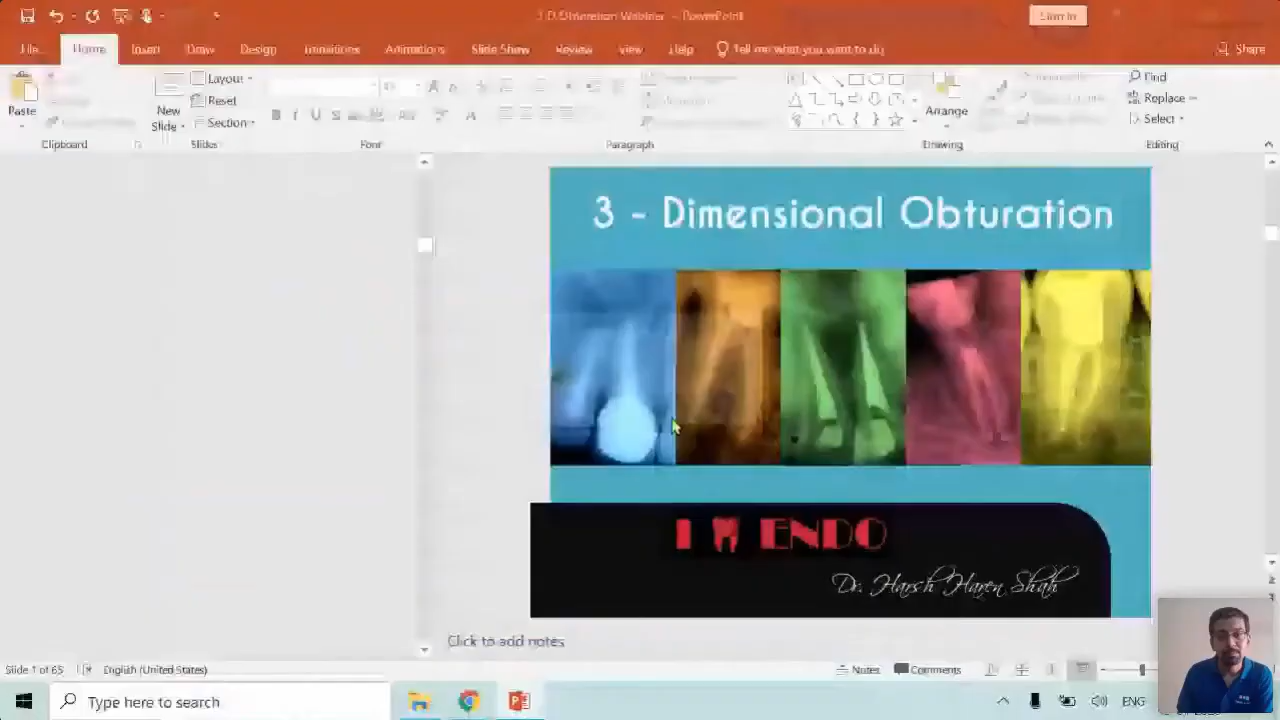 3 D Dimension Webinar - PowerPoint
Sign in
File Home Insert Draw Design Transitions Animations Slide Show Review View Help Tell me what you want to do Share
Layout
Paste
New
Slide
Reset
Section
Arrange
Find
Replace
Select
Clipboard Slides Font Paragraph Drawing Editing
3 - Dimensional Obturation
I ENDO
Dr. Harsh Haren Shah
Click to add notes
Slide 1 of 65 English (United States) Notes Comments
Type here to search
ENG